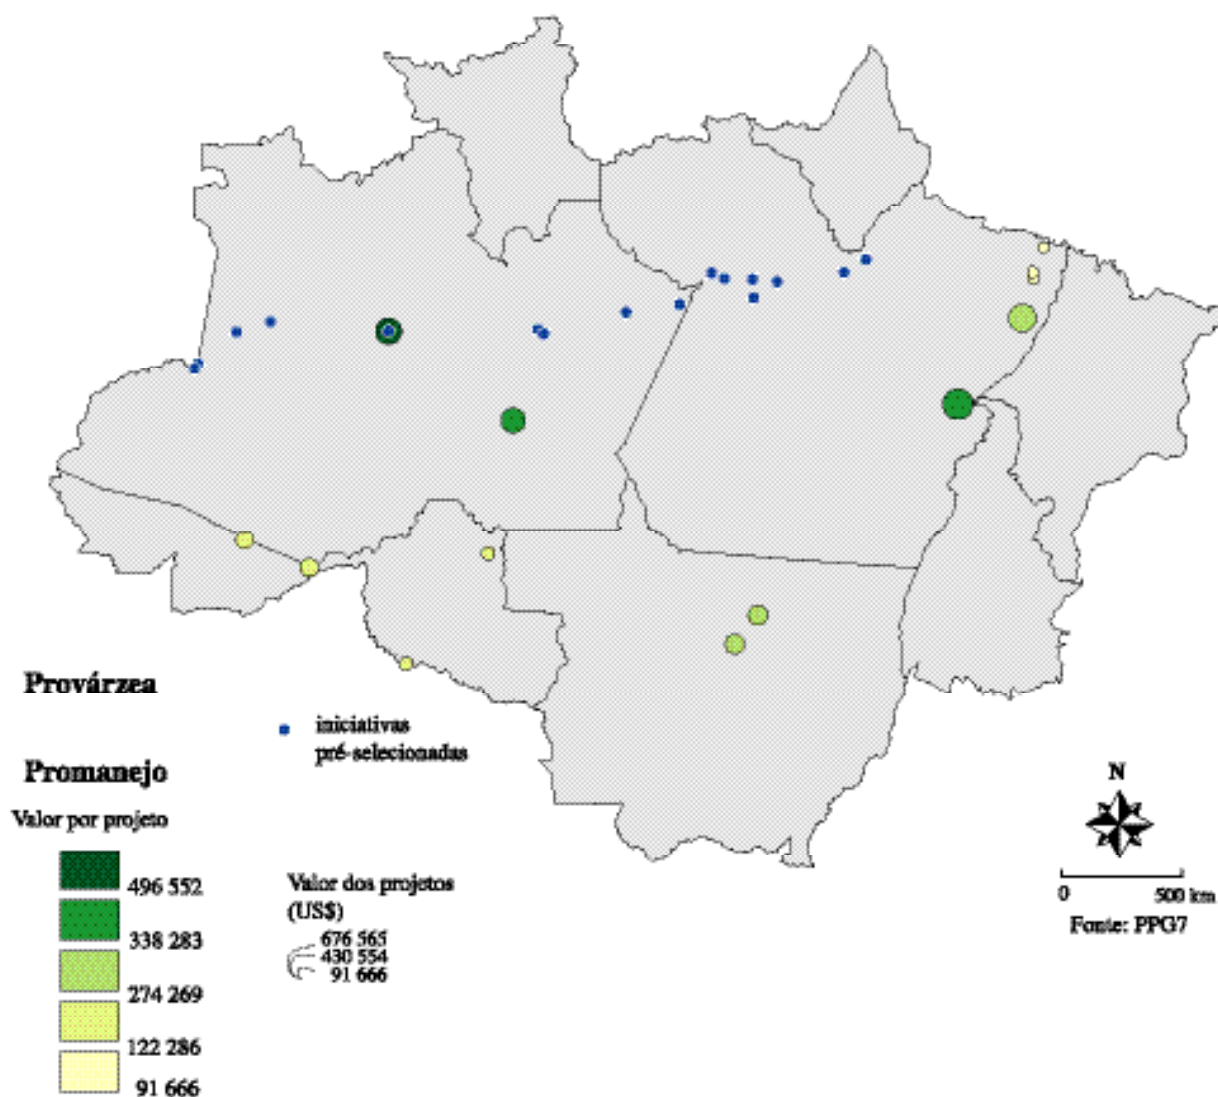 Provárzea
iniciativas
pré-selecionadas
Promanejo
Valor por projeto
496 552
338 283
274 269
122 286
91 666
Valor dos projetos
(US$)
676 565
430 554
91 666
N
0 500 km
Fonte: PPG7